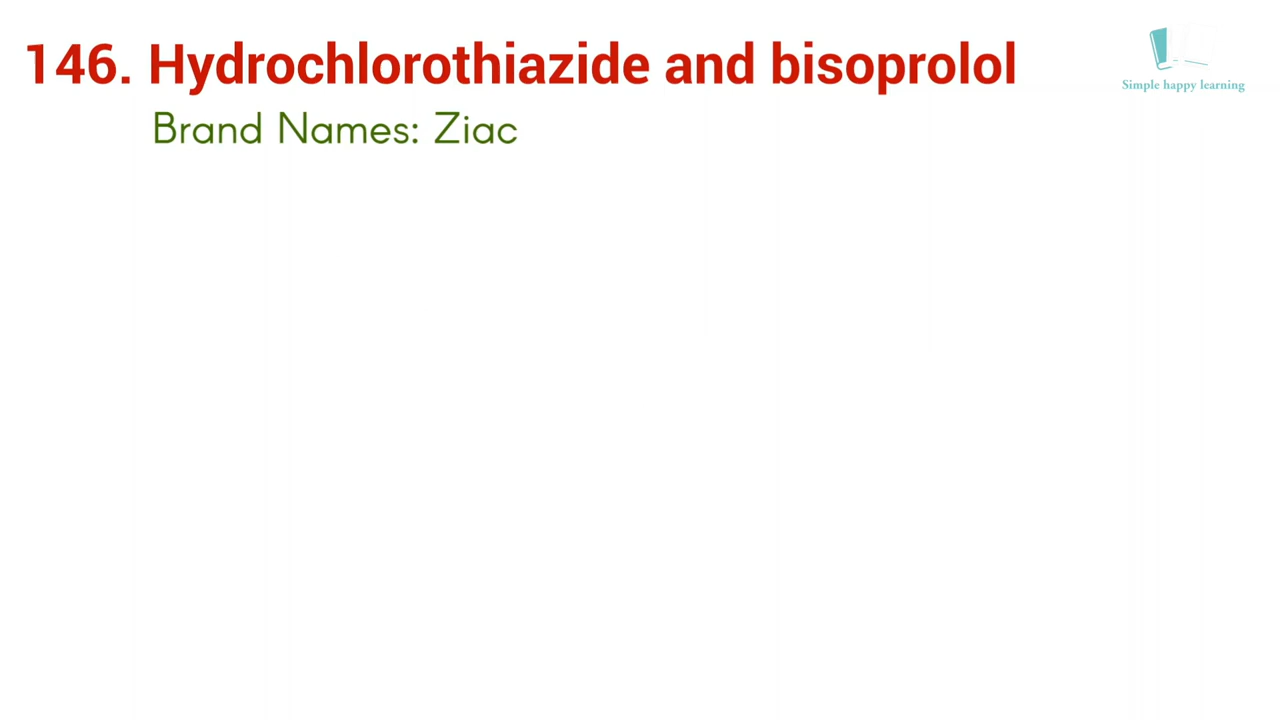 146. Hydrochlorothiazide and bisoprolol
Brand Names: Ziac
Simple happy learning